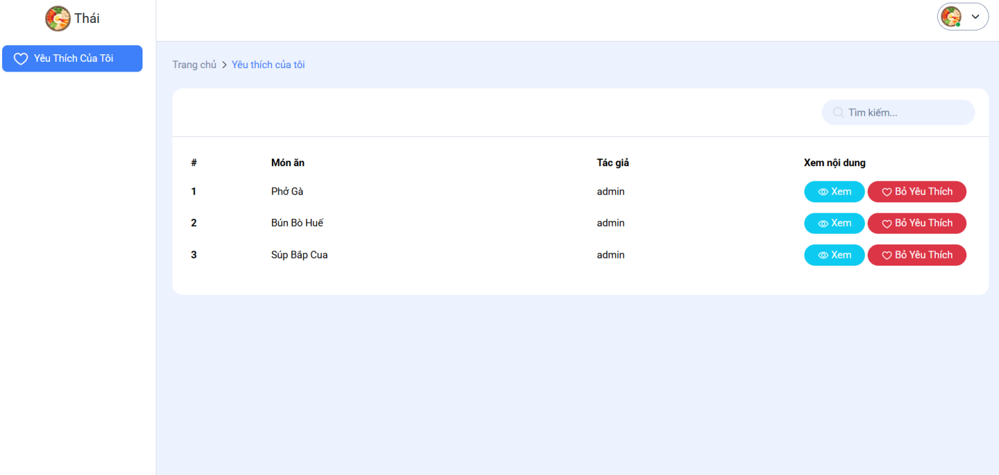 Thái
Yêu Thích Của Tôi
Trang chủ > Yêu thích của tôi
Tìm kiếm...
# Món ăn Tác giả Xem nội dung
1 Phở Gà admin Xem Bỏ Yêu Thích
2 Bún Bò Huế admin Xem Bỏ Yêu Thích
3 Súp Bắp Cua admin Xem Bỏ Yêu Thích